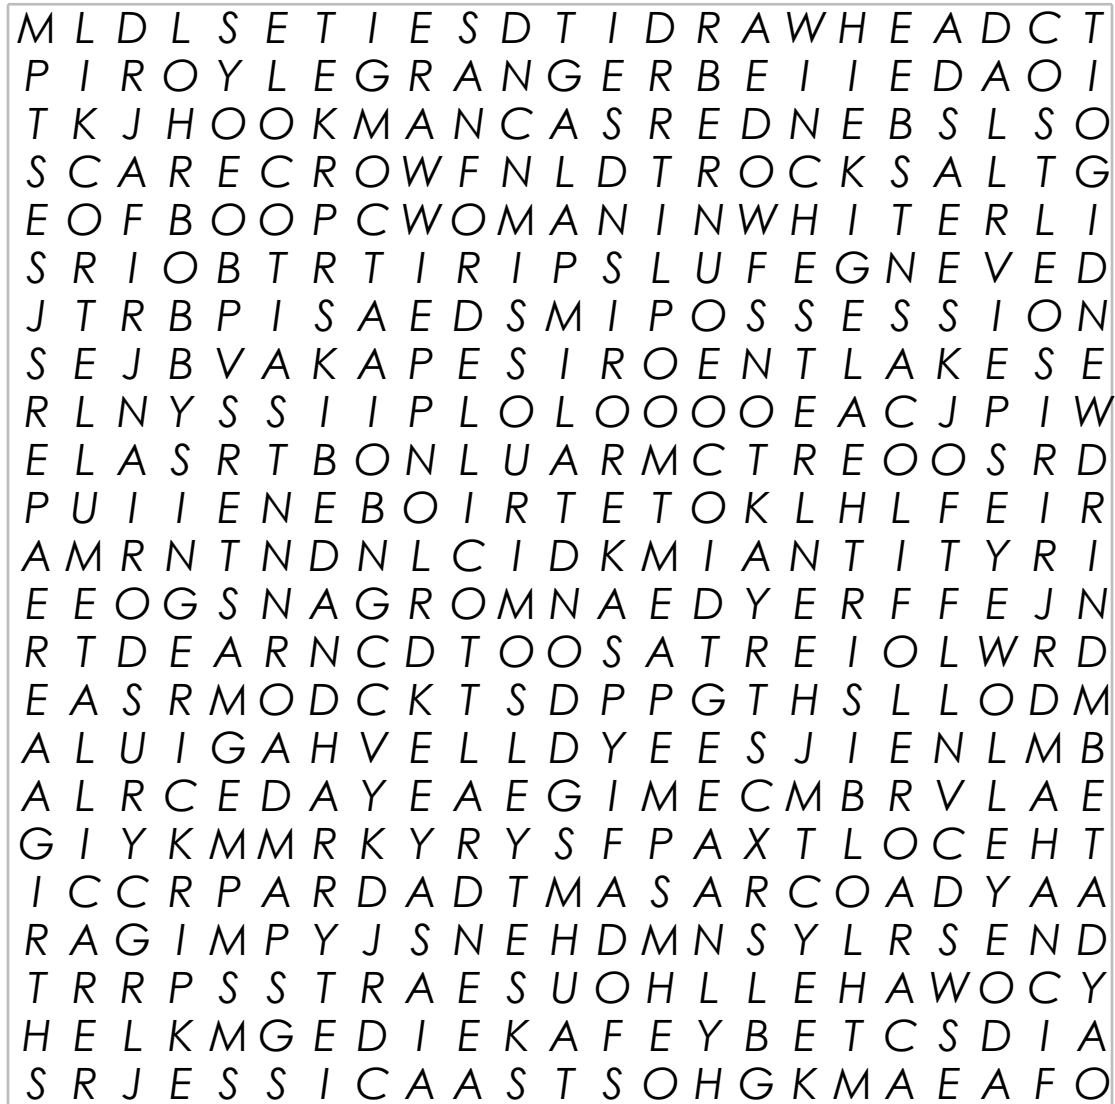 M L D L S E T I E S D T I D R A W H E A D C T
P I R O Y L E G R A N G E R B E I I E D A O I
T K J H O O K M A N C A S R E D N E B S L S O
S C A R E C R O W F N L D T R O C K S A L T G
E O F B O O P C W O M A N I N W H I T E R L I
S R I O B T R T I R I P S L U F E G N E V E D
J T R B P I S A E D S M I P O S S E S S I O N
S E J B V A K A P E S I R O E N T L A K E S E
R L N Y S S I I P L O L O O O O E A C J P I W
E L A S R T B O N L U A R M C T R E O O S R D
P U I I E N E B O I R T E T O K L H L F E I R
A M R N T N D N L C I D K M I A N T I T Y R I
E E O G S N A G R O M N A E D Y E R F F E J N
R T D E A R N C D T O O S A T R E I O L W R D
E A S R M O D C K T S D P P G T H S L L O D M
A L U I G A H V E L L D Y E E S J I E N L M B
A L R C E D A Y E A E G I M E C M B R V L A E
G I Y K M M R K Y R Y S F P A X T L O C E H T
I C C R P A R D A D T M A S A R C O A D Y A A
R A G I M P Y J S N E H D M N S Y L R S E N D
T R R P S S T R A E S U O H L L E H A W O C Y
H E L K M G E D I E K A F E Y B E T C S D I A
S R J E S S I C A A S T S O H G K M A E A F O